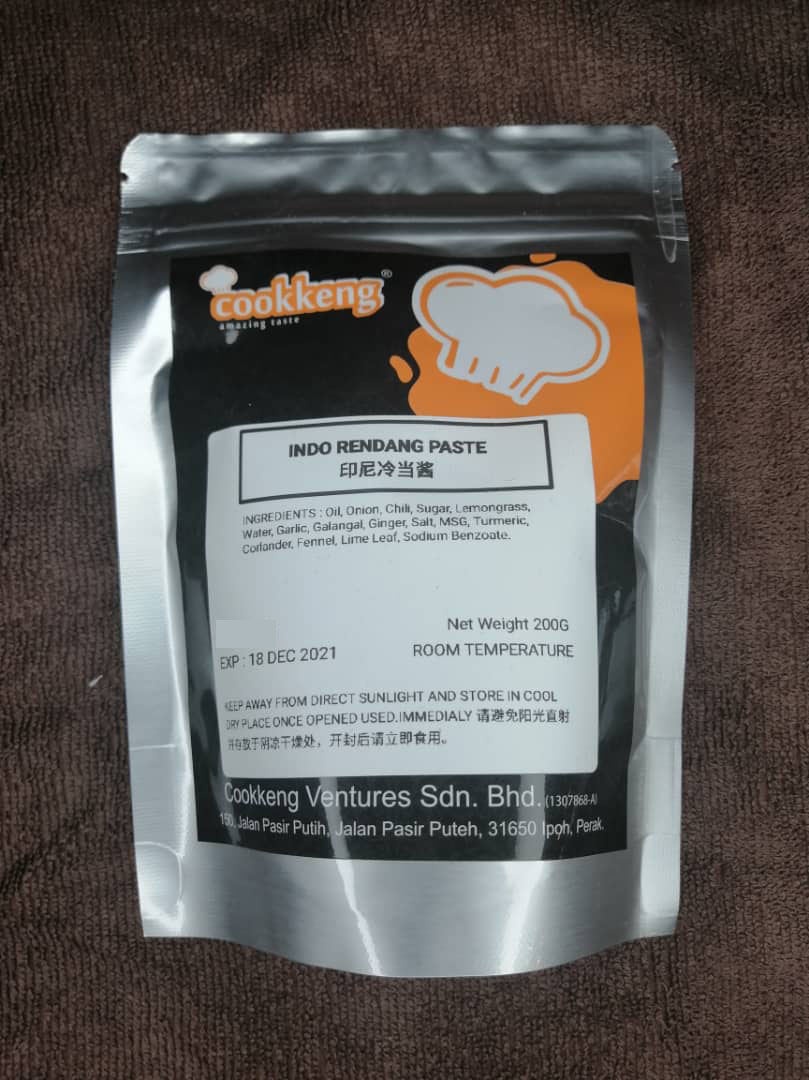 cookkeng®
amazing taste
INDO RENDANG PASTE
印尼冷当酱
INGREDIENTS : Oil, Onion, Chili, Sugar, Lemongrass,
Water, Garlic, Galangal, Ginger, Salt, MSG, Turmeric,
Coriander, Fennel, Lime Leaf, Sodium Benzoate.
Net Weight 200G
EXP : 18 DEC 2021
ROOM TEMPERATURE
KEEP AWAY FROM DIRECT SUNLIGHT AND STORE IN COOL
DRY PLACE ONCE OPENED USED.IMMEDIALY 请避免阳光直射
并存放于阴凉干燥处，开封后请立即食用。
Cookkeng Ventures Sdn. Bhd. (1307868-A)
150, Jalan Pasir Putih, Jalan Pasir Puteh, 31650 Ipoh, Perak.